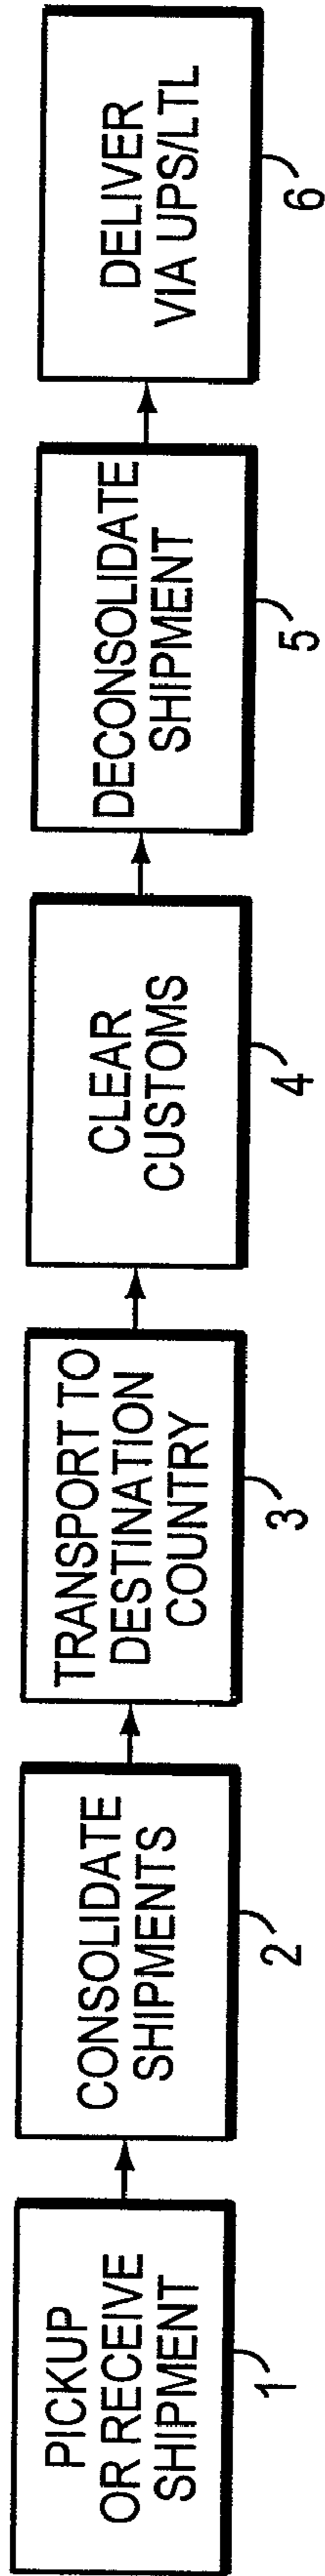 PICKUP
OR RECEIVE
SHIPMENT
1
CONSOLIDATE
SHIPMENTS
2
TRANSPORT TO
DESTINATION
COUNTRY
3
CLEAR
CUSTOMS
4
DECONSOLIDATE
SHIPMENT
5
DELIVER
VIA UPS/LTL
6